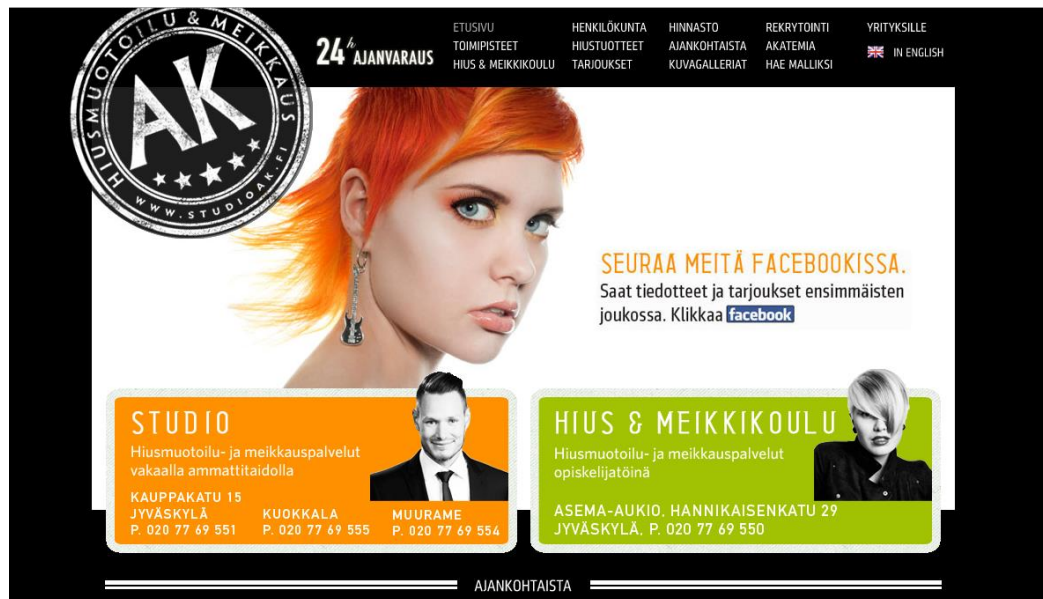 HIUSMUOTOILU & MEIKKAUS
AK
WWW.STUDIOAK.FI
24h AJANVARAUS
ETUSIVU
TOIMIPISTEET
HIUS & MEIKKIKOULU
HENKILÖKUNTA
HIUSTUOTTEET
TARJOUKSET
HINNASTO
AJANKOHTAISTA
KUVAGALLERIAT
REKRYTOINTI
AKATEMIA
HAE MALLIKSI
YRITYKSILLE
IN ENGLISH
SEURAA MEITÄ FACEBOOKISSA.
Saat tiedotteet ja tarjoukset ensimmäisten
joukossa. Klikkaa facebook
STUDIO
Hiusmuotoilu- ja meikkauspalvelut
vakaalla ammattitaidolla
KAUPPAKATU 15
JYVÄSKYLÄ
P. 020 77 69 551
KUOKKALA
P. 020 77 69 555
MUURAME
P. 020 77 69 554
HIUS & MEIKKIKOULU
Hiusmuotoilu- ja meikkauspalvelut
opiskelijatöinä
ASEMA-AUKIO, HANNIKAISENKATU 29
JYVÄSKYLÄ, P. 020 77 69 550
AJANKOHTAISTA